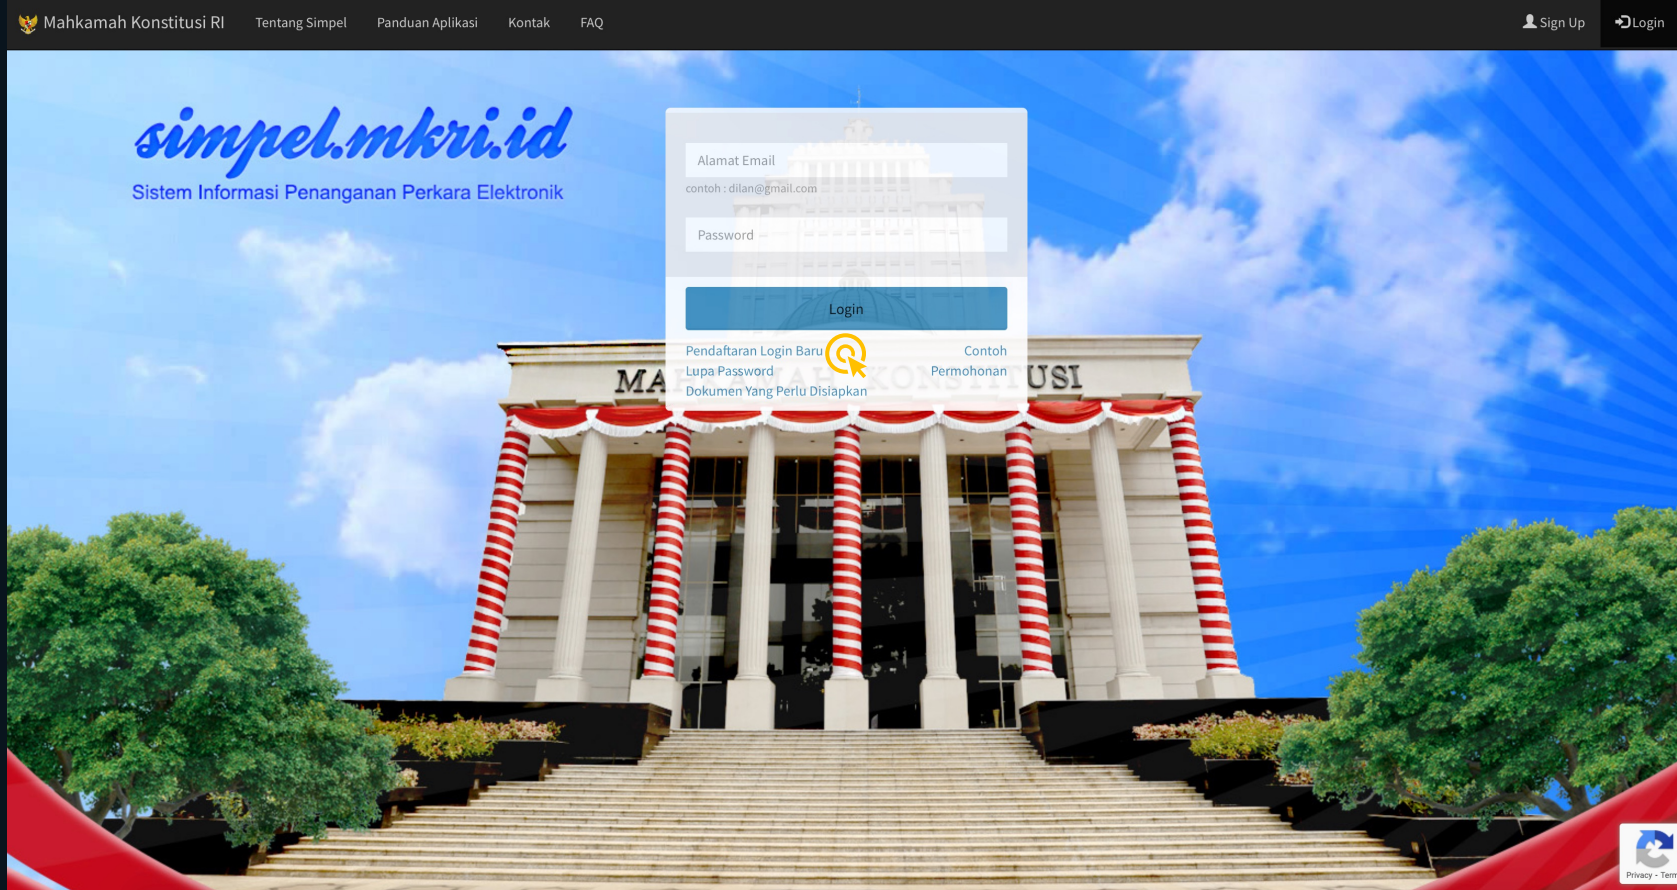 Mahkamah Konstitusi RI Tentang Simpel Panduan Aplikasi Kontak FAQ Sign Up Login
simpel.mkri.id
Sistem Informasi Penanganan Perkara Elektronik
Alamat Email
contoh : dilan@gmail.com
Password
Login
Pendaftaran Login Baru
Lupa Password
Dokumen Yang Perlu Disiapkan
Contoh
Permohonan
MAHKAMAH KONSTITUSI
Privacy -